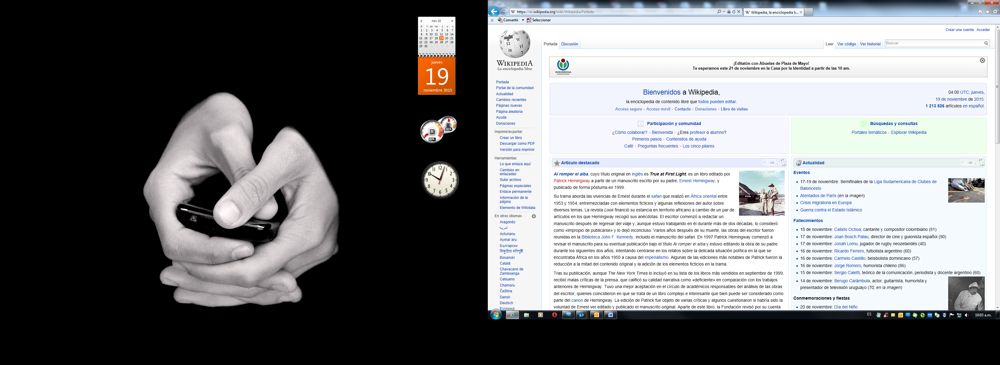 nov 15
d l m m j v s
1 2 3 4 5 6 7
8 9 10 11 12 13 14
15 16 17 18 19 20 21
22 23 24 25 26 27 28
29 30 1 2 3 4 5
jueves
19
noviembre 2015
51%
02%
12 1 2 3 4 5 6 7 8 9 10
https://es.wikipedia.org/wiki/Wikipedia:Portada
Wikipedia, la enciclopedia li...
Convertir
Seleccionar
WIKIPEDIA
La enciclopedia libre
Portada
Portal de la comunidad
Actualidad
Cambios recientes
Páginas nuevas
Página aleatoria
Ayuda
Donaciones
Imprimir/exportar
Crear un libro
Descargar como PDF
Versión para imprimir
Herramientas
Lo que enlaza aquí
Cambios en
enlazadas
Subir archivo
Páginas especiales
Enlace permanente
Información de la
página
Elemento de Wikidata
En otros idiomas
Aragonés
العربية
Asturianu
Aymar aru
Български
বিষ্ণুপ্রিয়া মণিপুরী
Bosanski
Català
Chavacano de
Zamboanga
Cebuano
Chamoru
Čeština
Dansk
Deutsch
Ελληνικά
Crear una cuenta Acceder
Portada Discusión
Leer Ver código Ver historial Buscar
WIKIMEDIA
ARGENTINA
¡Editatón con Abuelas de Plaza de Mayo!
Te esperamos este 21 de noviembre en la Casa por la Identidad a partir de las 10 am.
Bienvenidos a Wikipedia,
la enciclopedia de contenido libre que todos pueden editar.
Acceso seguro • Acceso móvil • Contacto • Donaciones • Libro de visitas
04:00 UTC, jueves,
19 de noviembre de 2015.
1 213 526 artículos en español.
Participación y comunidad
¿Cómo colaborar? • Bienvenida • ¿Eres profesor o alumno?
Primeros pasos • Contenidos de ayuda
Café • Preguntas frecuentes • Los cinco pilares
Búsquedas y consultas
Portales temáticos • Explorar Wikipedia
Artículo destacado
Al romper el alba, cuyo título original en inglés es True at First Light, es un libro editado por
Patrick Hemingway a partir de un manuscrito escrito por su padre, Ernest Hemingway, y
publicado de forma póstuma en 1999.
Su trama aborda las vivencias de Ernest durante el safari que realizó en África oriental entre
1953 y 1954, entremezcladas con elementos ficticios y algunas reflexiones del autor sobre
diversos temas. La revista Look financió su estancia en territorio africano a cambio de un par de
artículos en los que Hemingway recogió sus anécdotas. El escritor comenzó a redactar un
manuscrito después de regresar del viaje y, aunque estuvo trabajando en él durante más de dos décadas, lo consideró
como «impropio de publicarse» y lo dejó inconcluso. Varios años después de su muerte, las obras del escritor fueron
reunidas en la Biblioteca John F. Kennedy, incluido el manuscrito del safari. En 1997 Patrick Hemingway comenzó a
revisar el manuscrito para su eventual publicación bajo el título Al romper el alba y estuvo editando la obra de su padre
durante los siguientes dos años, intentando centrarse en los relatos sobre la delicada situación política en la que se
encontraba África en los años 1950 a causa del imperialismo. Algunas de las ediciones más notables de Patrick fueron la
reducción a la mitad del contenido original y la adición de los elementos ficticios en la trama.
Tras su publicación, aunque The New York Times lo incluyó en su lista de los libros más vendidos en septiembre de 1999,
recibió malas críticas de la prensa, que calificó su calidad narrativa como «deficiente» en comparación con los trabajos
anteriores de Hemingway. Tuvo una mejor aceptación en el círculo de académicos responsables del análisis de las obras
del escritor, quienes coincidieron en que se trata de un libro complejo e interesante que bien puede ser considerado como
parte del canon de Hemingway. La edición de Patrick fue objeto de varias críticas y algunos cuestionaron si habría sido la
voluntad de Ernest ver editado y publicado el manuscrito original. Aparte de este libro, la Fundación revisó por su cuenta
Actualidad
Eventos
17-19 de noviembre: Semifinales de la Liga Sudamericana de Clubes de
Baloncesto
Atentados de París (en la imagen)
Crisis migratoria en Europa
Guerra contra el Estado Islámico
Fallecimientos
18 de noviembre: Calixto Ochoa, cantante y compositor colombiano (81)
17 de noviembre: Joan Bosch Palau, director de cine y guionista español (90)
17 de noviembre: Jonah Lomu, jugador de rugby neozelandés (40)
16 de noviembre: Ricardo Ferrero, futbolista argentino (60)
16 de noviembre: Carmelo Castillo, beisbolista dominicano (57)
16 de noviembre: Jorge Romero, humorista chileno (86)
15 de noviembre: Sergio Caletti, teórico de la comunicación, periodista y docente argentino (68)
14 de noviembre: Berugo Carámbula, actor, guitarrista, humorista y
presentador de televisión uruguayo (70; en la imagen)
Conmemoraciones y fiestas
20 de noviembre: Día del Niño
ES
10:03 a.m.